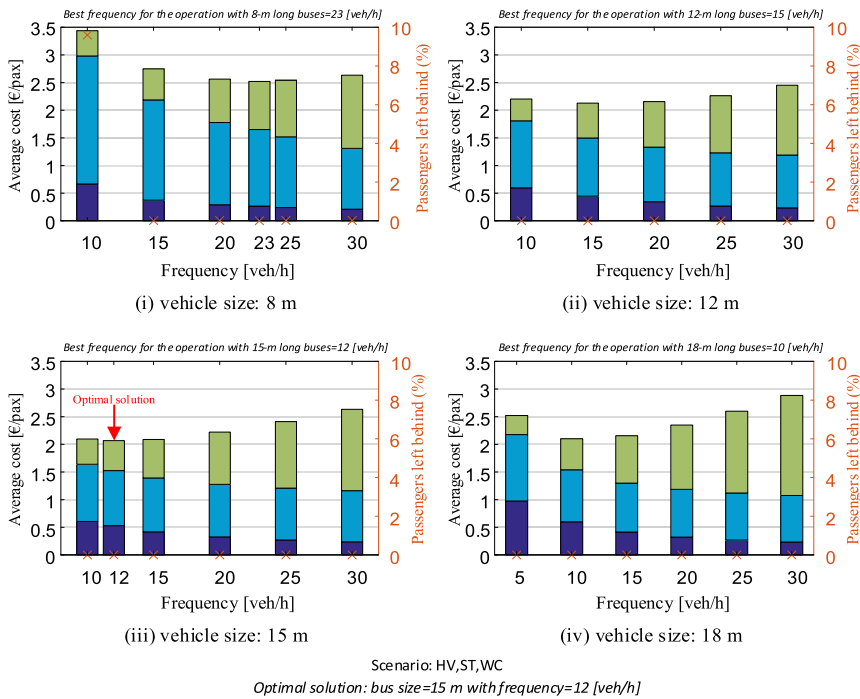 Best frequency for the operation with 8-m long buses=23 [veh/h]
3.5
3
2.5
2
1.5
1
0.5
0
Average cost [€/pax]
10
8
6
4
2
0
Passengers left behind (%)
10 15 20 23 25 30
Frequency [veh/h]
(i) vehicle size: 8 m
Best frequency for the operation with 12-m long buses=15 [veh/h]
3.5
3
2.5
2
1.5
1
0.5
0
Average cost [€/pax]
10
8
6
4
2
0
Passengers left behind (%)
10 15 20 25 30
Frequency [veh/h]
(ii) vehicle size: 12 m
Best frequency for the operation with 15-m long buses=12 [veh/h]
3.5
3
2.5
2
1.5
1
0.5
0
Average cost [€/pax]
Optimal solution
10
8
6
4
2
0
Passengers left behind (%)
10 12 15 20 25 30
Frequency [veh/h]
(iii) vehicle size: 15 m
Best frequency for the operation with 18-m long buses=10 [veh/h]
3.5
3
2.5
2
1.5
1
0.5
0
Average cost [€/pax]
10
8
6
4
2
0
Passengers left behind (%)
5 10 15 20 25 30
Frequency [veh/h]
(iv) vehicle size: 18 m
Scenario: HV,ST,WC
Optimal solution: bus size=15 m with frequency=12 [veh/h]